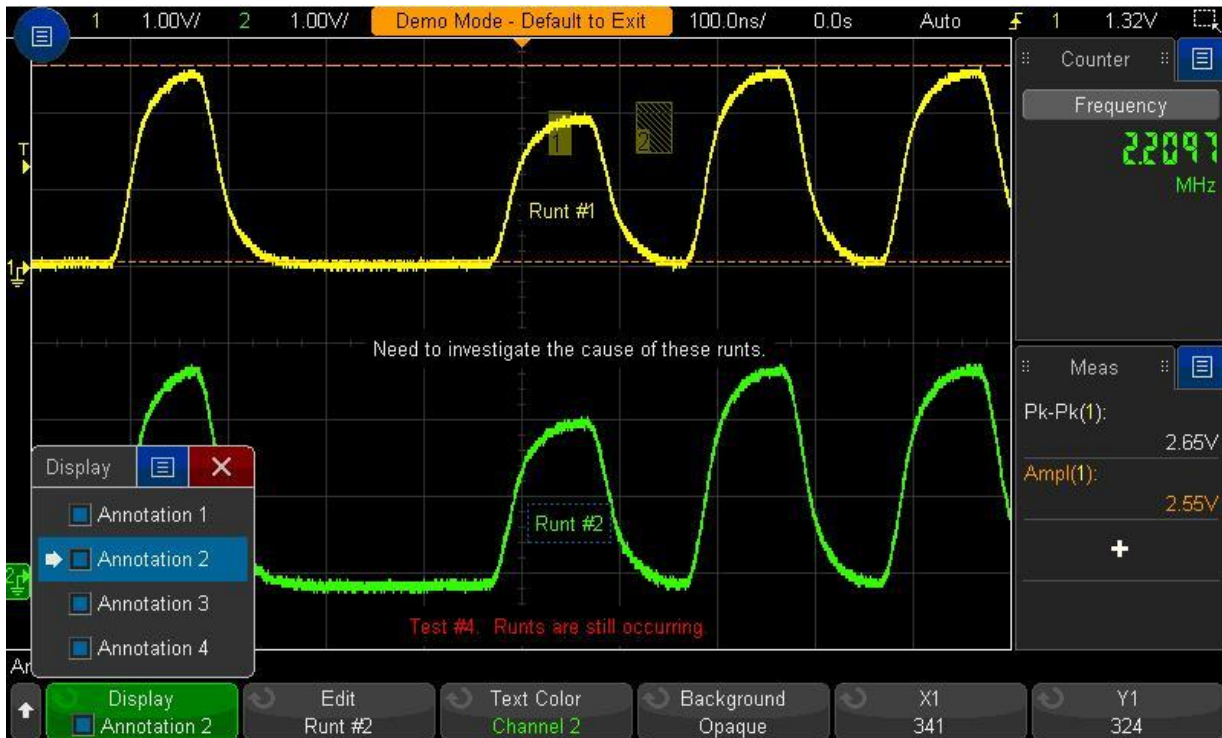 1 1.00V/ 2 1.00V/ Demo Mode - Default to Exit 100.0ns/ 0.0s Auto 1 1.32V
Counter
Frequency
2.2097
MHz
T
1 2
Runt #1
1
Need to investigate the cause of these runts.
Meas
Pk-Pk(1):
2.65V
Ampl(1):
2.55V
+
Display
Annotation 1
Annotation 2
Annotation 3
Annotation 4
Runt #2
2
Test #4. Runts are still occurring
Display
Annotation 2
Edit
Runt #2
Text Color
Channel 2
Background
Opaque
X1
341
Y1
324